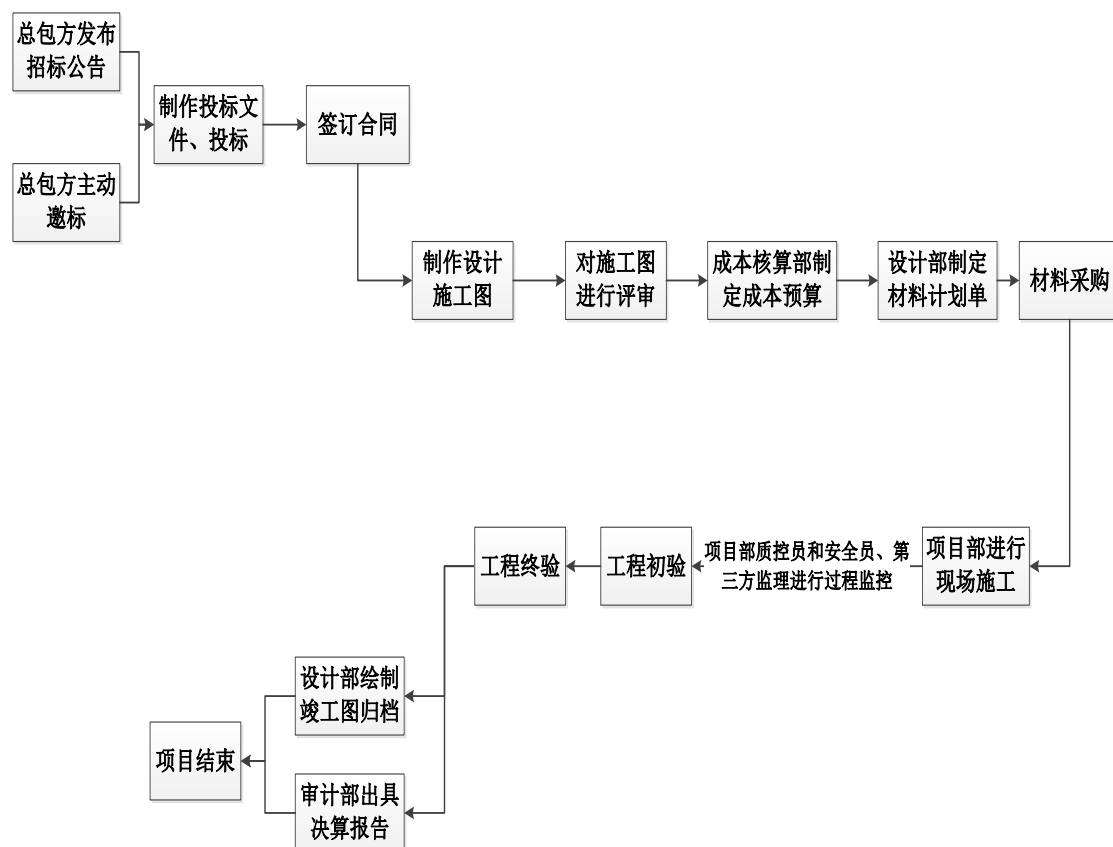 总包方发布
招标公告
制作投标文
件、投标
签订合同
总包方主动
邀标
制作设计
施工图
对施工图
进行评审
成本核算部制
定成本预算
设计部制定
材料计划单
材料采购
工程终验
工程初验
项目部质控员和安全员、第
三方监理进行过程监控
项目部进行
现场施工
设计部绘制
竣工图归档
项目结束
审计部出具
决算报告